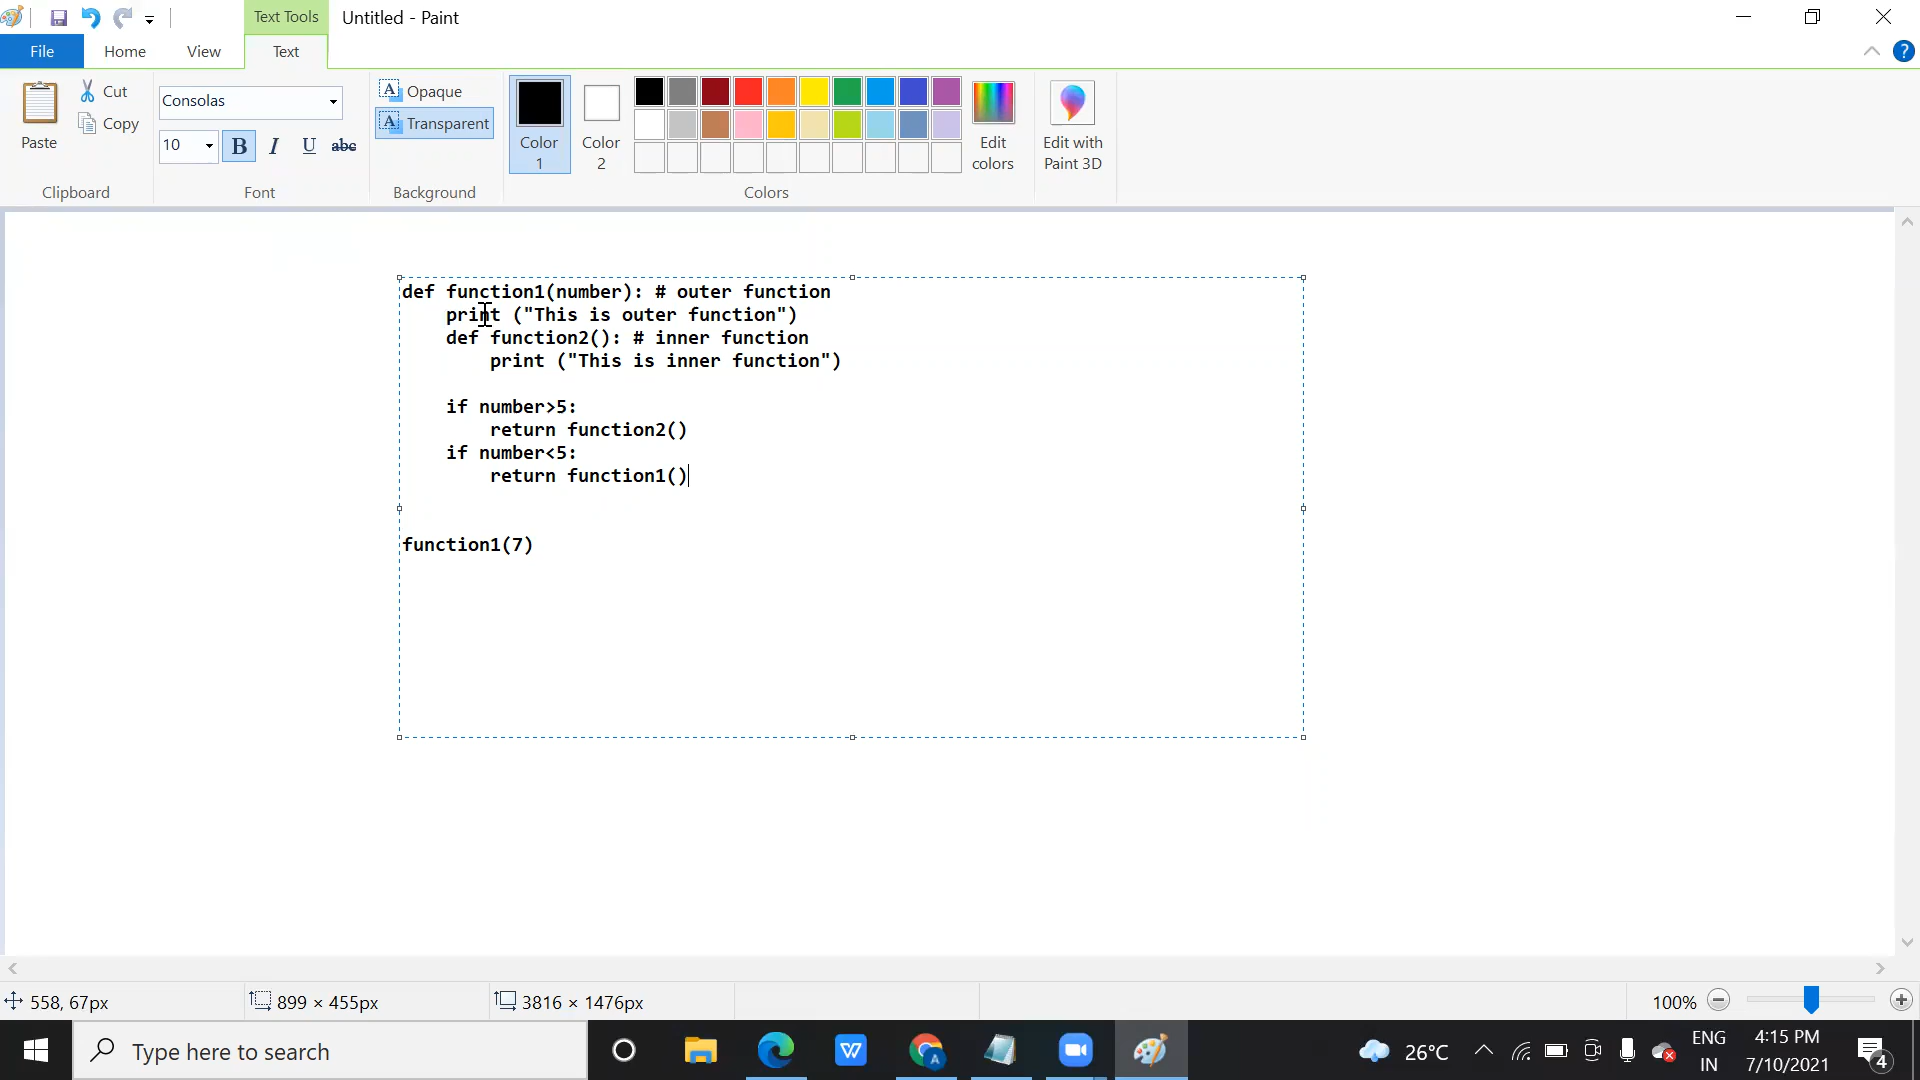 Text Tools
Untitled - Paint
File
Home
View
Text
?
Paste
Cut
Copy
Clipboard
Consolas
10
B
I
U
abc
Font
A Opaque
A Transparent
Background
Color 1
Color 2
Colors
Edit colors
Edit with Paint 3D
def function1(number): # outer function
    print ("This is outer function")
    def function2(): # inner function
        print ("This is inner function")
    if number>5:
        return function2()
    if number<5:
        return function1()
function1(7)
558, 67px
899 × 455px
3816 × 1476px
100%
Type here to search
W
A
26°C
ENG
IN
4:15 PM
7/10/2021
4